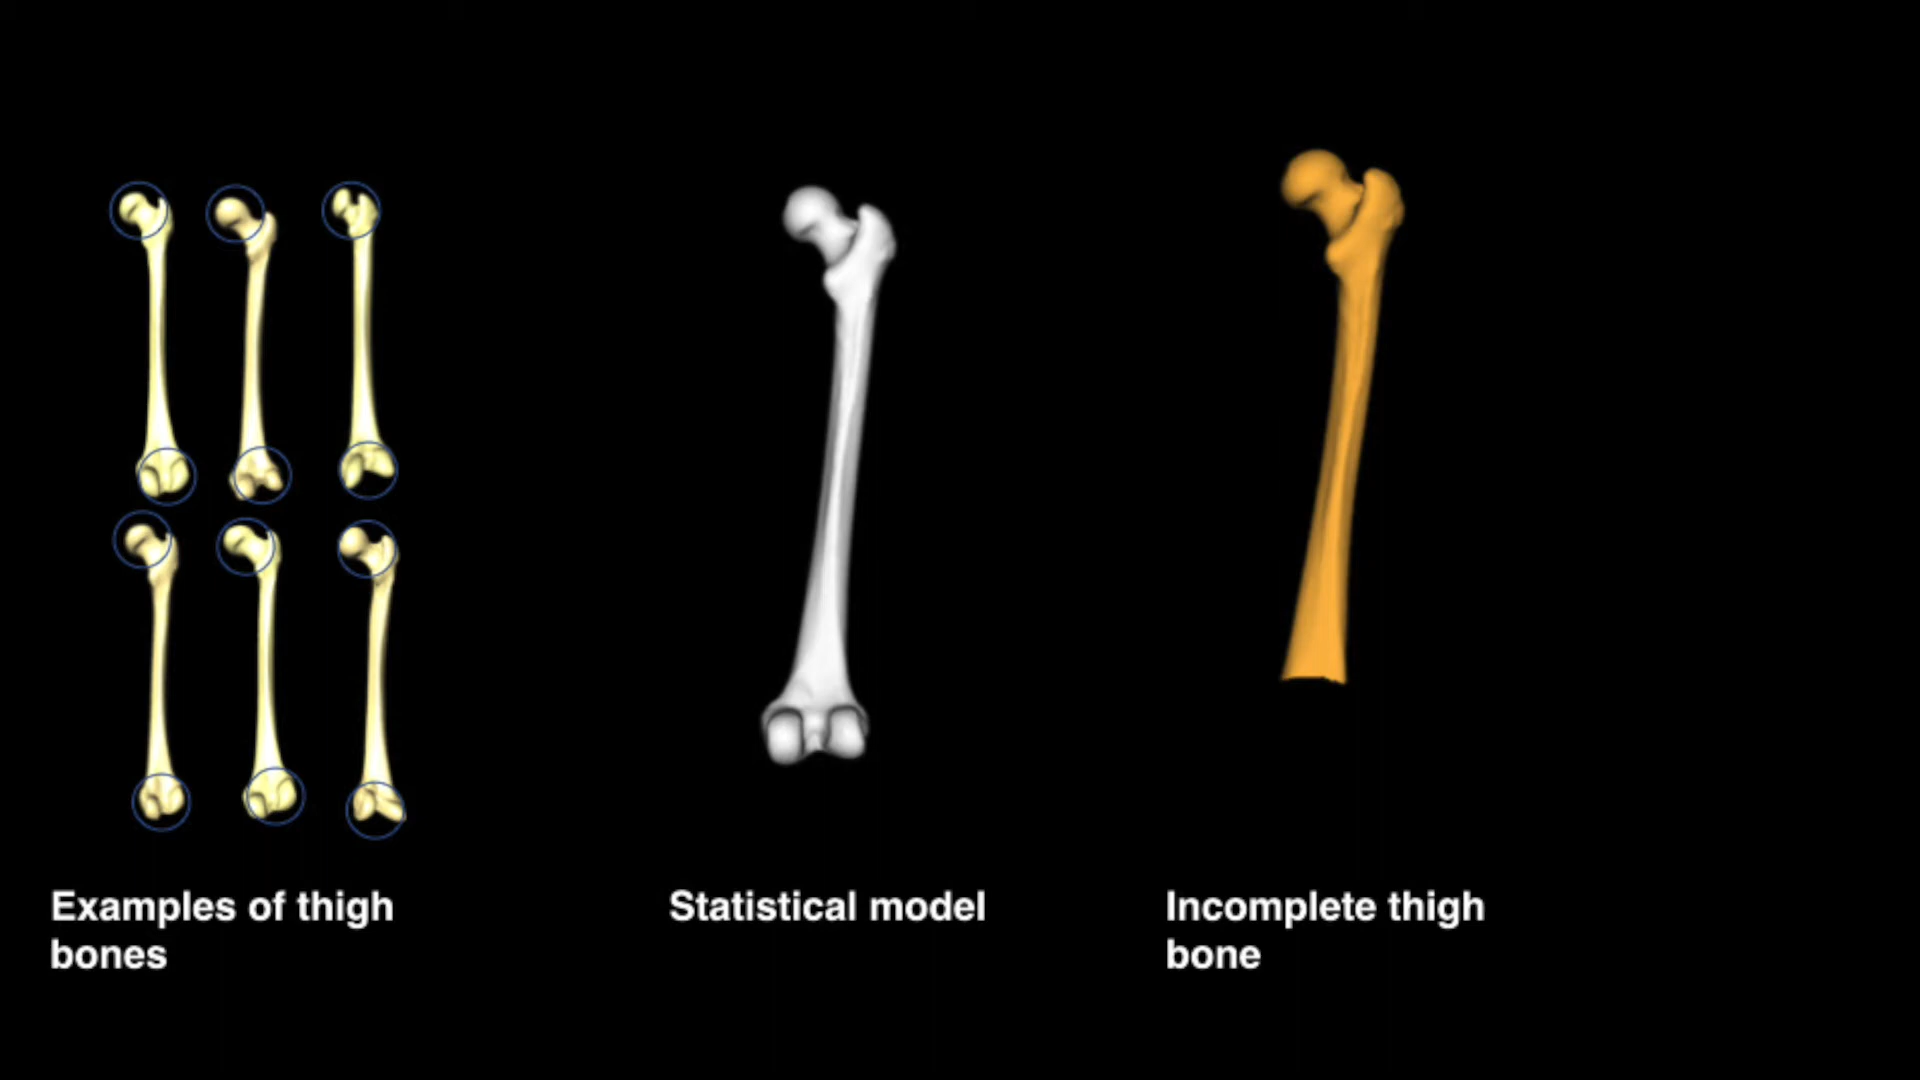 Examples of thigh
bones
Statistical model
Incomplete thigh
bone